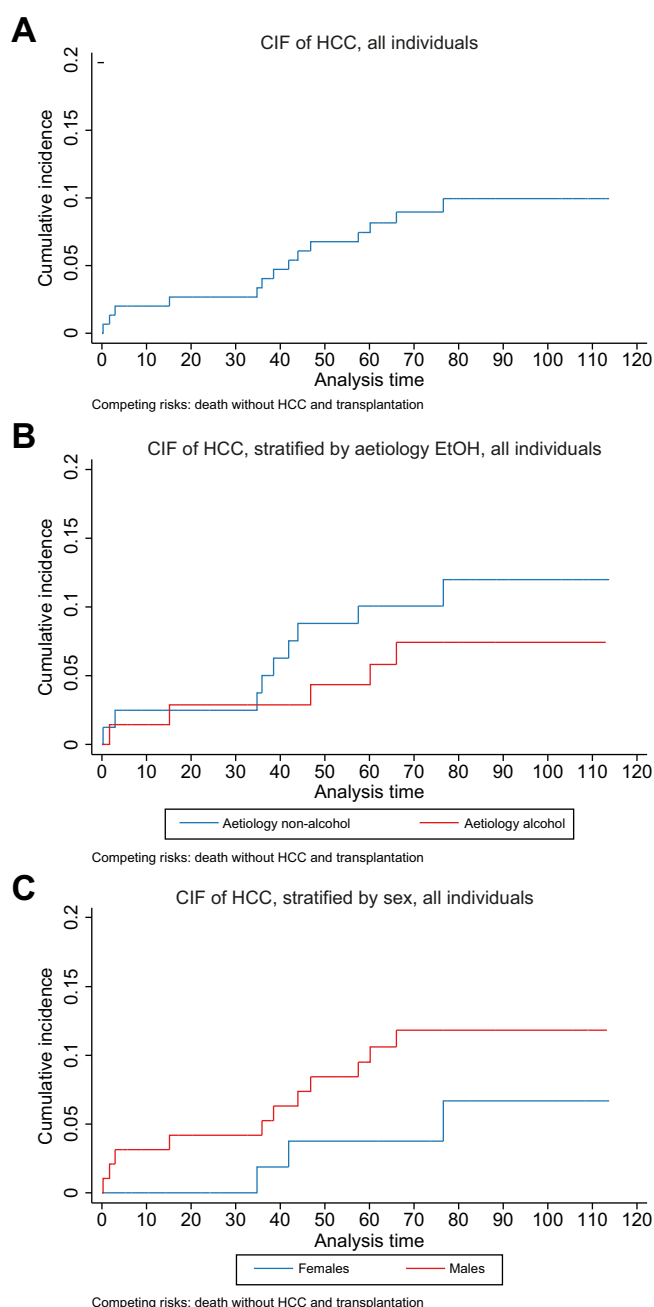 A
CIF of HCC, all individuals
Cumulative incidence
0.2
0.15
0.1
0.05
0
0 10 20 30 40 50 60 70 80 90 100 110 120
Analysis time
Competing risks: death without HCC and transplantation
B
CIF of HCC, stratified by aetiology EtOH, all individuals
Cumulative incidence
0.2
0.15
0.1
0.05
0
0 10 20 30 40 50 60 70 80 90 100 110 120
Analysis time
Aetiology non-alcohol Aetiology alcohol
Competing risks: death without HCC and transplantation
C
CIF of HCC, stratified by sex, all individuals
Cumulative incidence
0.2
0.15
0.1
0.05
0
0 10 20 30 40 50 60 70 80 90 100 110 120
Analysis time
Females Males
Competing risks: death without HCC and transplantation